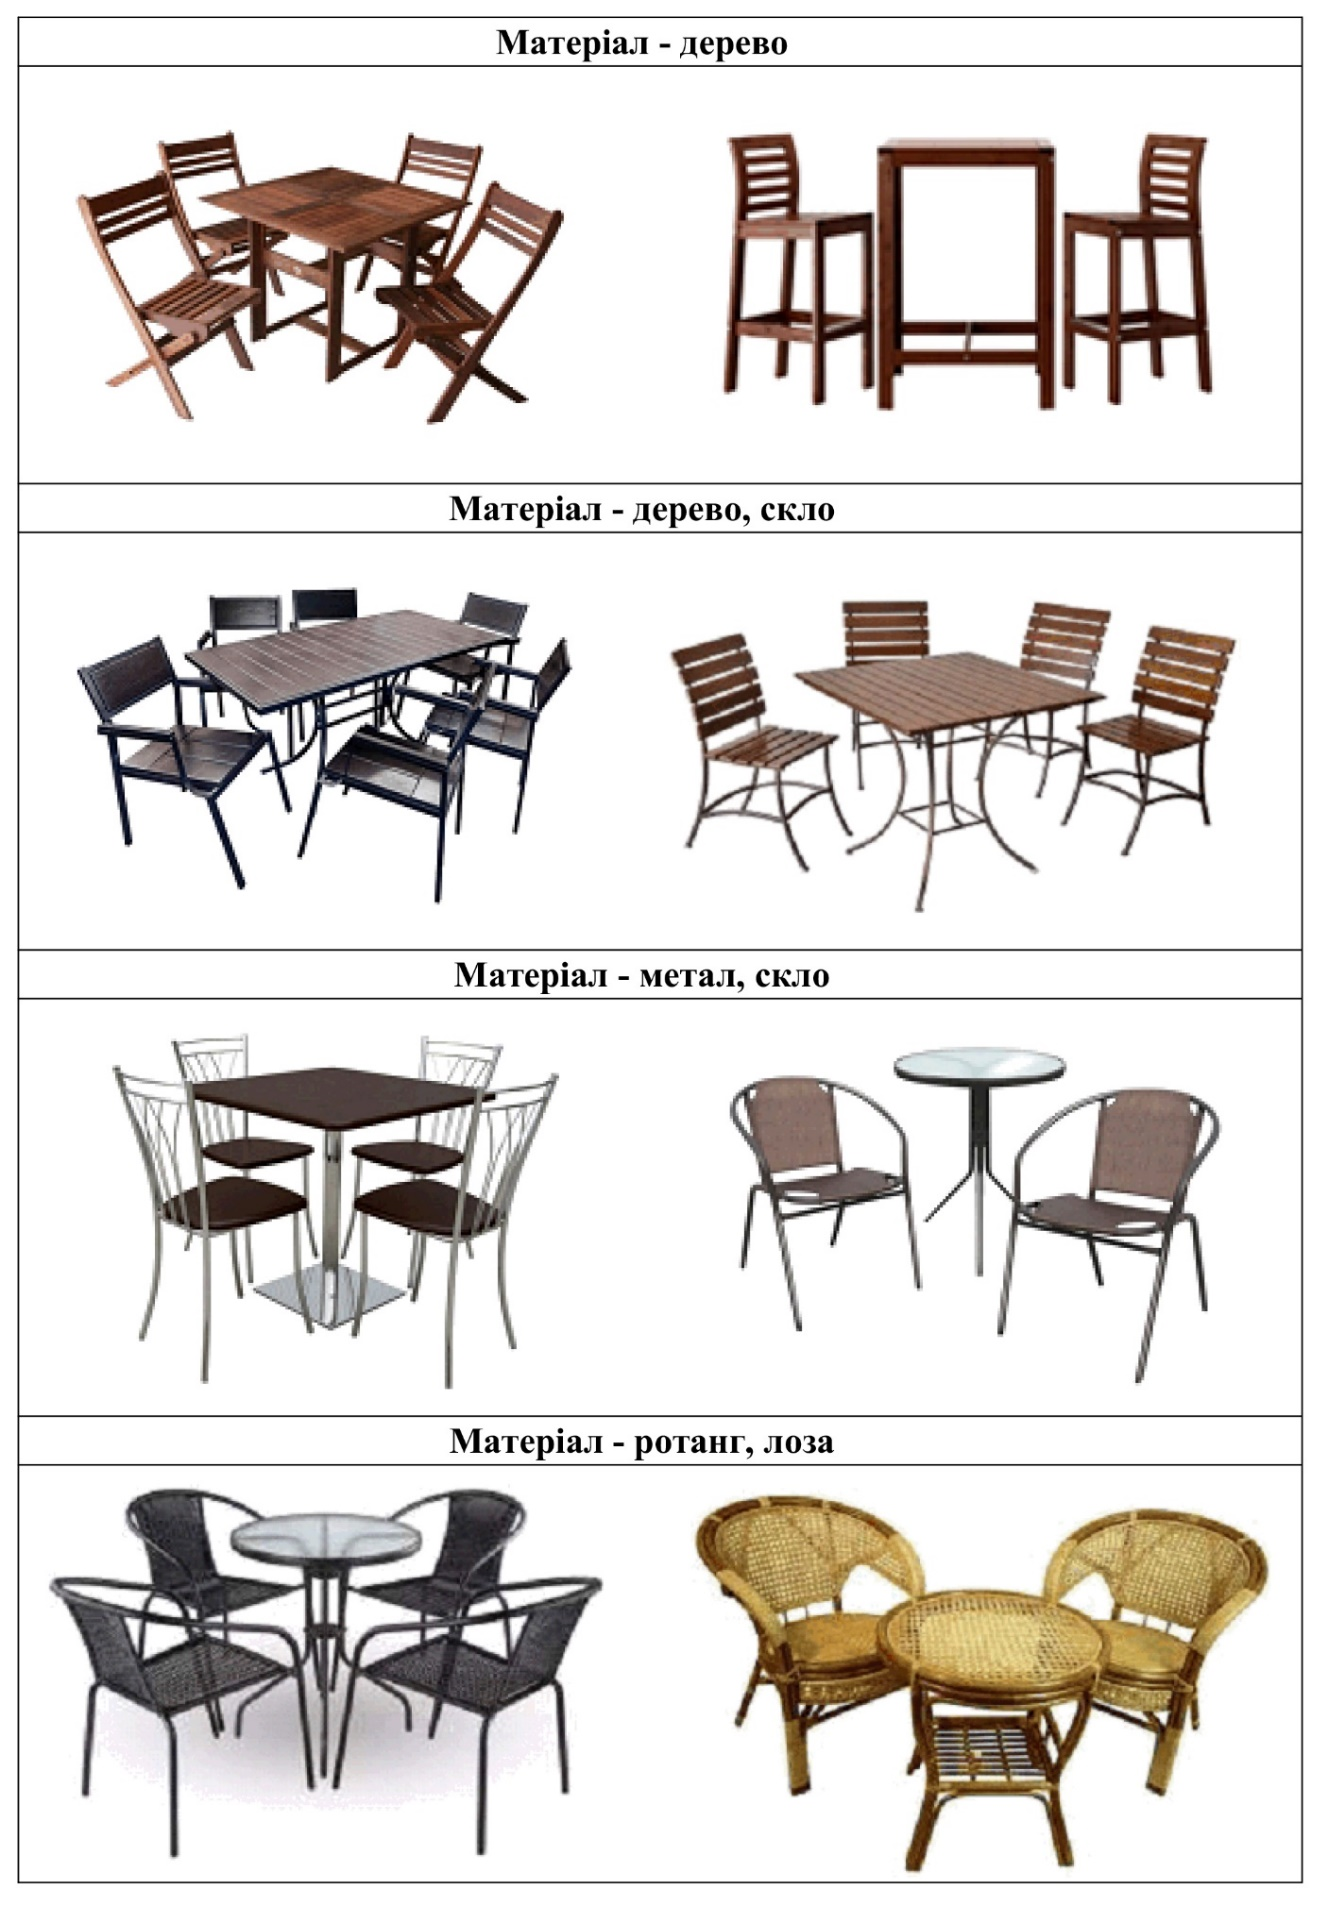 Матеріал - дерево
Матеріал - дерево, скло
Матеріал - метал, скло
Матеріал - ротанг, лоза